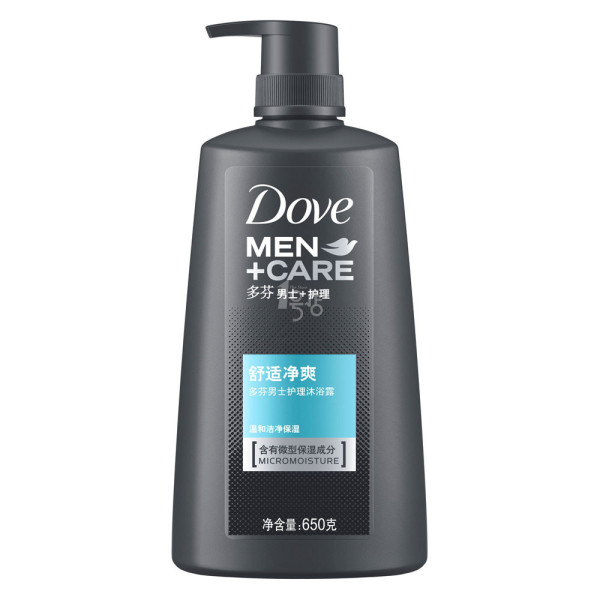 Dove
MEN
+CARE
多芬 男士+护理
舒适净爽
多芬男士护理沐浴露
温和洁净保湿
[含有微型保湿成分
MICROMOISTURE]
净含量:650克